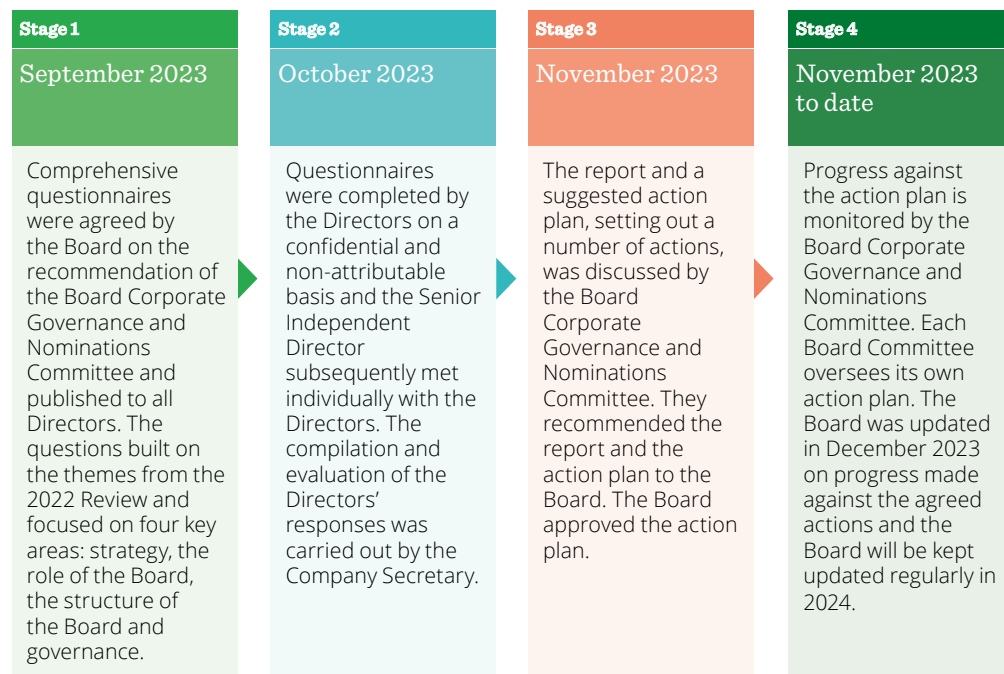 Stage 1
September 2023
Comprehensive
questionnaires
were agreed by
the Board on the
recommendation of
the Board Corporate
Governance and
Nominations
Committee and
published to all
Directors. The
questions built on
the themes from the
2022 Review and
focused on four key
areas: strategy, the
role of the Board,
the structure of
the Board and
governance.
Stage 2
October 2023
Questionnaires
were completed by
the Directors on a
confidential and
non-attributable
basis and the Senior
Independent
Director
subsequently met
individually with the
Directors. The
compilation and
evaluation of the
Directors’
responses was
carried out by the
Company Secretary.
Stage 3
November 2023
The report and a
suggested action
plan, setting out a
number of actions,
was discussed by
the Board
Corporate
Governance and
Nominations
Committee. They
recommended the
report and the
action plan to the
Board. The Board
approved the action
plan.
Stage 4
November 2023
to date
Progress against
the action plan is
monitored by the
Board Corporate
Governance and
Nominations
Committee. Each
Board Committee
oversees its own
action plan. The
Board was updated
in December 2023
on progress made
against the agreed
actions and the
Board will be kept
updated regularly in
2024.